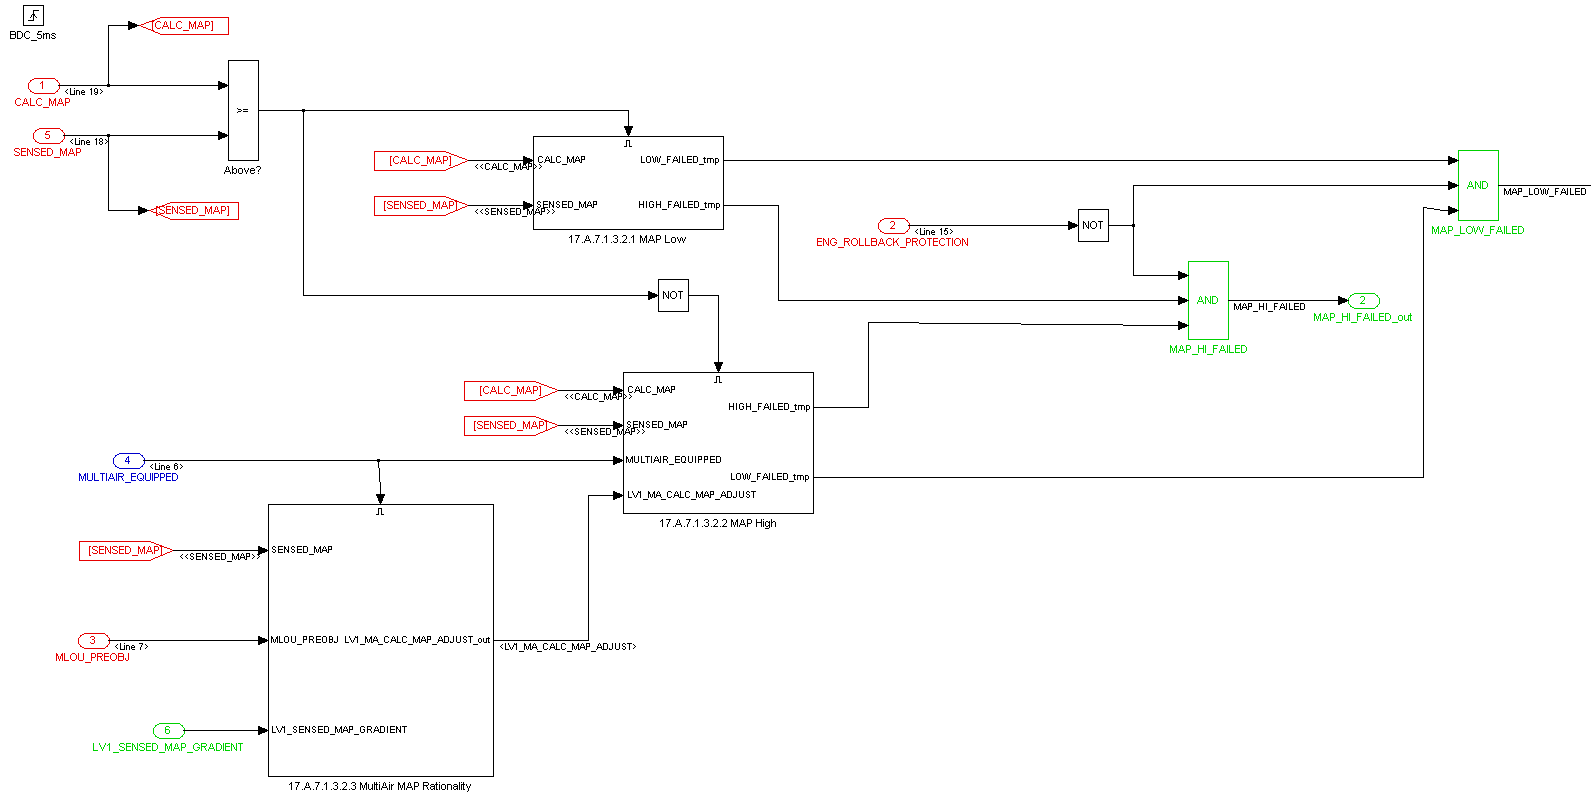 BDC_5ms
[CALC_MAP]
1
<Line 19>
CALC_MAP
5
<Line 18>
SENSED_MAP
[SENSED_MAP]
>=
Above?
[CALC_MAP]
<<CALC_MAP>>
[SENSED_MAP]
<<SENSED_MAP>>
CALC_MAP
LOW_FAILED_tmp
SENSED_MAP
HIGH_FAILED_tmp
17.A.7.1.3.2.1 MAP Low
2
<Line 15>
ENG_ROLLBACK_PROTECTION
NOT
AND
MAP_LOW_FAILED
MAP_LOW_FAILED
NOT
AND
MAP_HI_FAILED
MAP_HI_FAILED
2
MAP_HI_FAILED_out
[CALC_MAP]
<<CALC_MAP>>
[SENSED_MAP]
<<SENSED_MAP>>
CALC_MAP
HIGH_FAILED_tmp
SENSED_MAP
MULTIAIR_EQUIPPED
LOW_FAILED_tmp
LV1_MA_CALC_MAP_ADJUST
17.A.7.1.3.2.2 MAP High
4
<Line 6>
MULTIAIR_EQUIPPED
[SENSED_MAP]
<<SENSED_MAP>>
SENSED_MAP
3
<Line 7>
MLOU_PREOBJ
MLOU_PREOBJ
LV1_MA_CALC_MAP_ADJUST_out
<LV1_MA_CALC_MAP_ADJUST>
6
LV1_SENSED_MAP_GRADIENT
LV1_SENSED_MAP_GRADIENT
17.A.7.1.3.2.3 MultiAir MAP Rationality